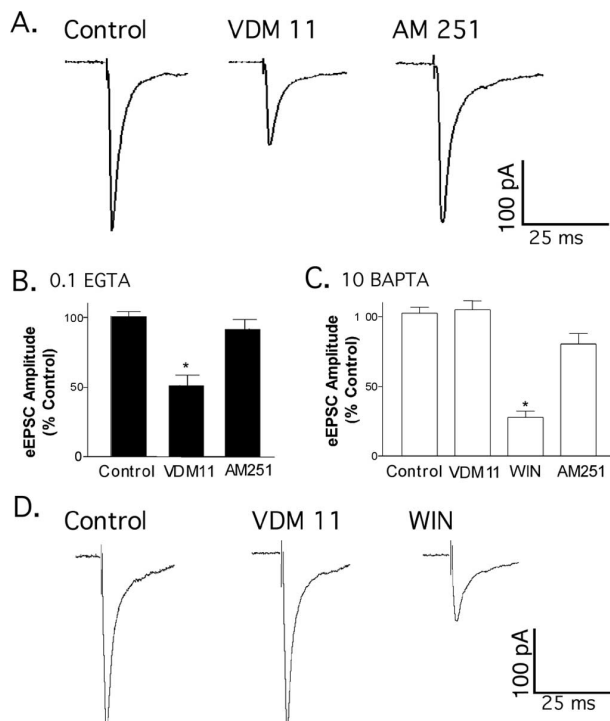 A. Control VDM 11 AM 251
100 pA
25 ms
B. 0.1 EGTA
eEPSC Amplitude
(% Control)
100
50
0
*
Control VDM11 AM251
C. 10 BAPTA
eEPSC Amplitude
(% Control)
1 00
50
0
*
Control VDM11 WIN AM251
D. Control VDM 11 WIN
100 pA
25 ms